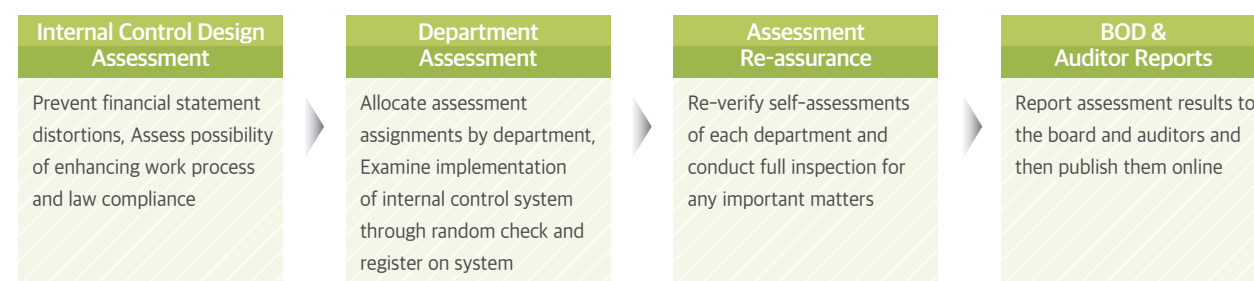 Internal Control Design
Assessment
Prevent financial statement
distortions, Assess possibility
of enhancing work process
and law compliance
Department
Assessment
Allocate assessment
assignments by department,
Examine implementation
of internal control system
through random check and
register on system
Assessment
Re-assurance
Re-verify self-assessments
of each department and
conduct full inspection for
any important matters
BOD &
Auditor Reports
Report assessment results to
the board and auditors and
then publish them online